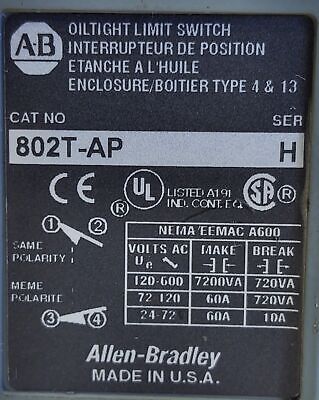 A-B
OILTIGHT LIMIT SWITCH
INTERRUPTEUR DE POSITION
ETANCHE A L'HUILE
ENCLOSURE/BOITIER TYPE 4 & 13
CAT NO SER
802T-AP H
CE ® UL LISTED A191 IND. CONT. EQ. SA ®
1 2
SAME POLARITY
MEME POLARITE
3 4
NEMA/EEMAC A600
VOLTS AC Ue MAKE BREAK
120-600 7200VA 720VA
72-120 60A 720VA
24-72 60A 10A
Allen-Bradley
MADE IN U.S.A.